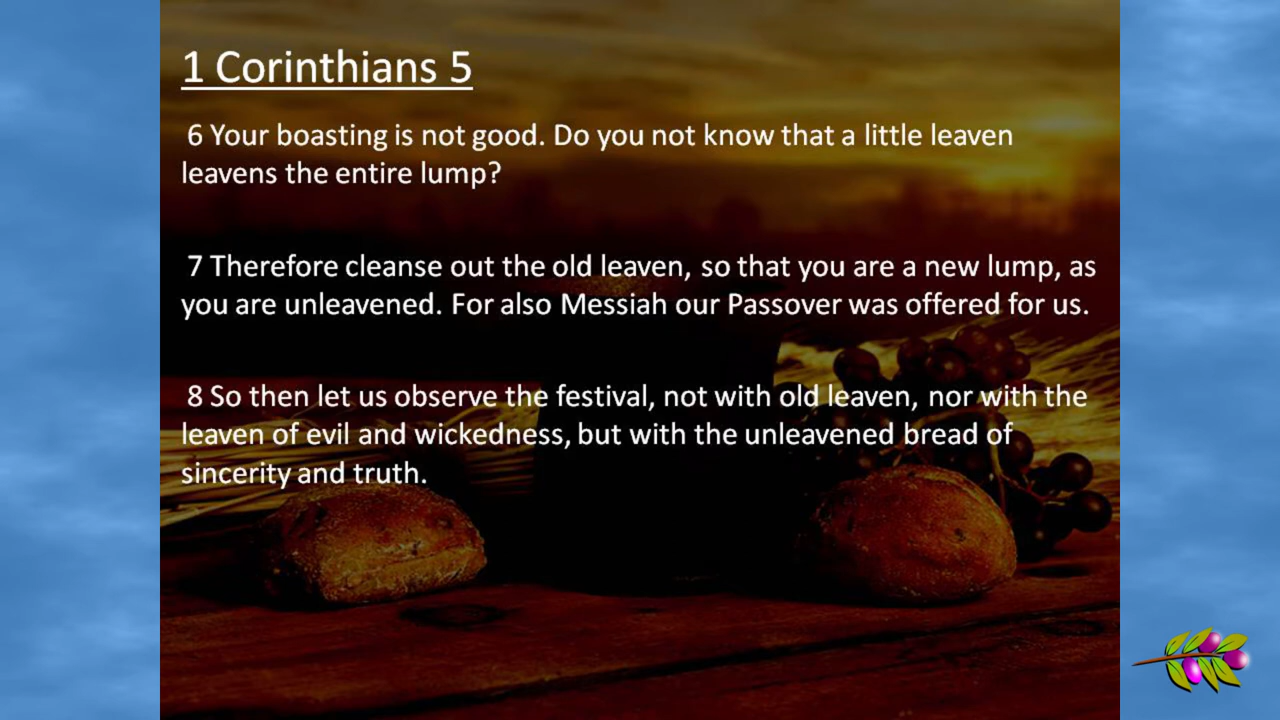 1 Corinthians 5
6 Your boasting is not good. Do you not know that a little leaven
leavens the entire lump?
7 Therefore cleanse out the old leaven, so that you are a new lump, as
you are unleavened. For also Messiah our Passover was offered for us.
8 So then let us observe the festival, not with old leaven, nor with the
leaven of evil and wickedness, but with the unleavened bread of
sincerity and truth.